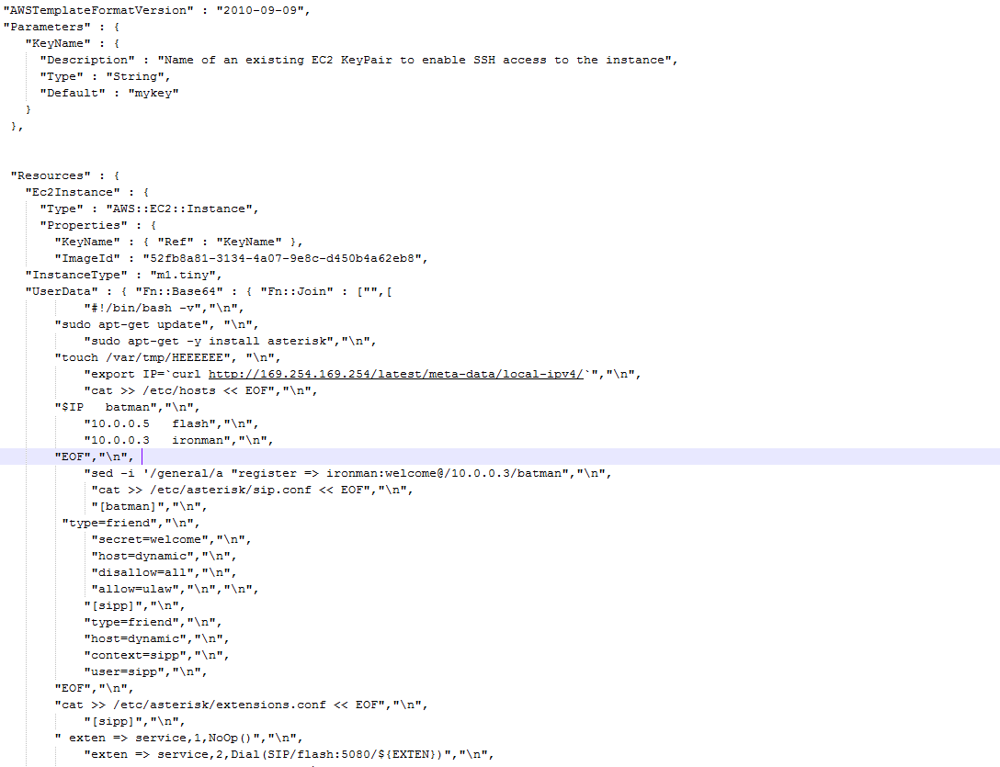 "AWSTemplateFormatVersion" : "2010-09-09",
"Parameters" : {
"KeyName" : {
"Description" : "Name of an existing EC2 KeyPair to enable SSH access to the instance",
"Type" : "String",
"Default" : "mykey"
}
},
"Resources" : {
"Ec2Instance" : {
"Type" : "AWS::EC2::Instance",
"Properties" : {
"KeyName" : { "Ref" : "KeyName" },
"ImageId" : "52fb8a81-3134-4a07-9e8c-d450b4a62eb8",
"InstanceType" : "m1.tiny",
"UserData" : { "Fn::Base64" : { "Fn::Join" : ["",[
"#!/bin/bash -v","\n",
"sudo apt-get update", "\n",
"sudo apt-get -y install asterisk","\n",
"touch /var/tmp/HEEEEEE", "\n",
"export IP=`curl http://169.254.169.254/latest/meta-data/local-ipv4/`","\n",
"cat >> /etc/hosts << EOF","\n",
"$IP   batman","\n",
"10.0.0.5   flash","\n",
"10.0.0.3   ironman","\n",
"EOF","\n",
"sed -i '/general/a "register => ironman:welcome@/10.0.0.3/batman","\n",
"cat >> /etc/asterisk/sip.conf << EOF","\n",
"[batman]","\n",
"type=friend","\n",
"secret=welcome","\n",
"host=dynamic","\n",
"disallow=all","\n",
"allow=ulaw","\n","\n",
"[sipp]","\n",
"type=friend","\n",
"host=dynamic","\n",
"context=sipp","\n",
"user=sipp","\n",
"EOF","\n",
"cat >> /etc/asterisk/extensions.conf << EOF","\n",
"[sipp]","\n",
" exten => service,1,NoOp()","\n",
"exten => service,2,Dial(SIP/flash:5080/${EXTEN})","\n",